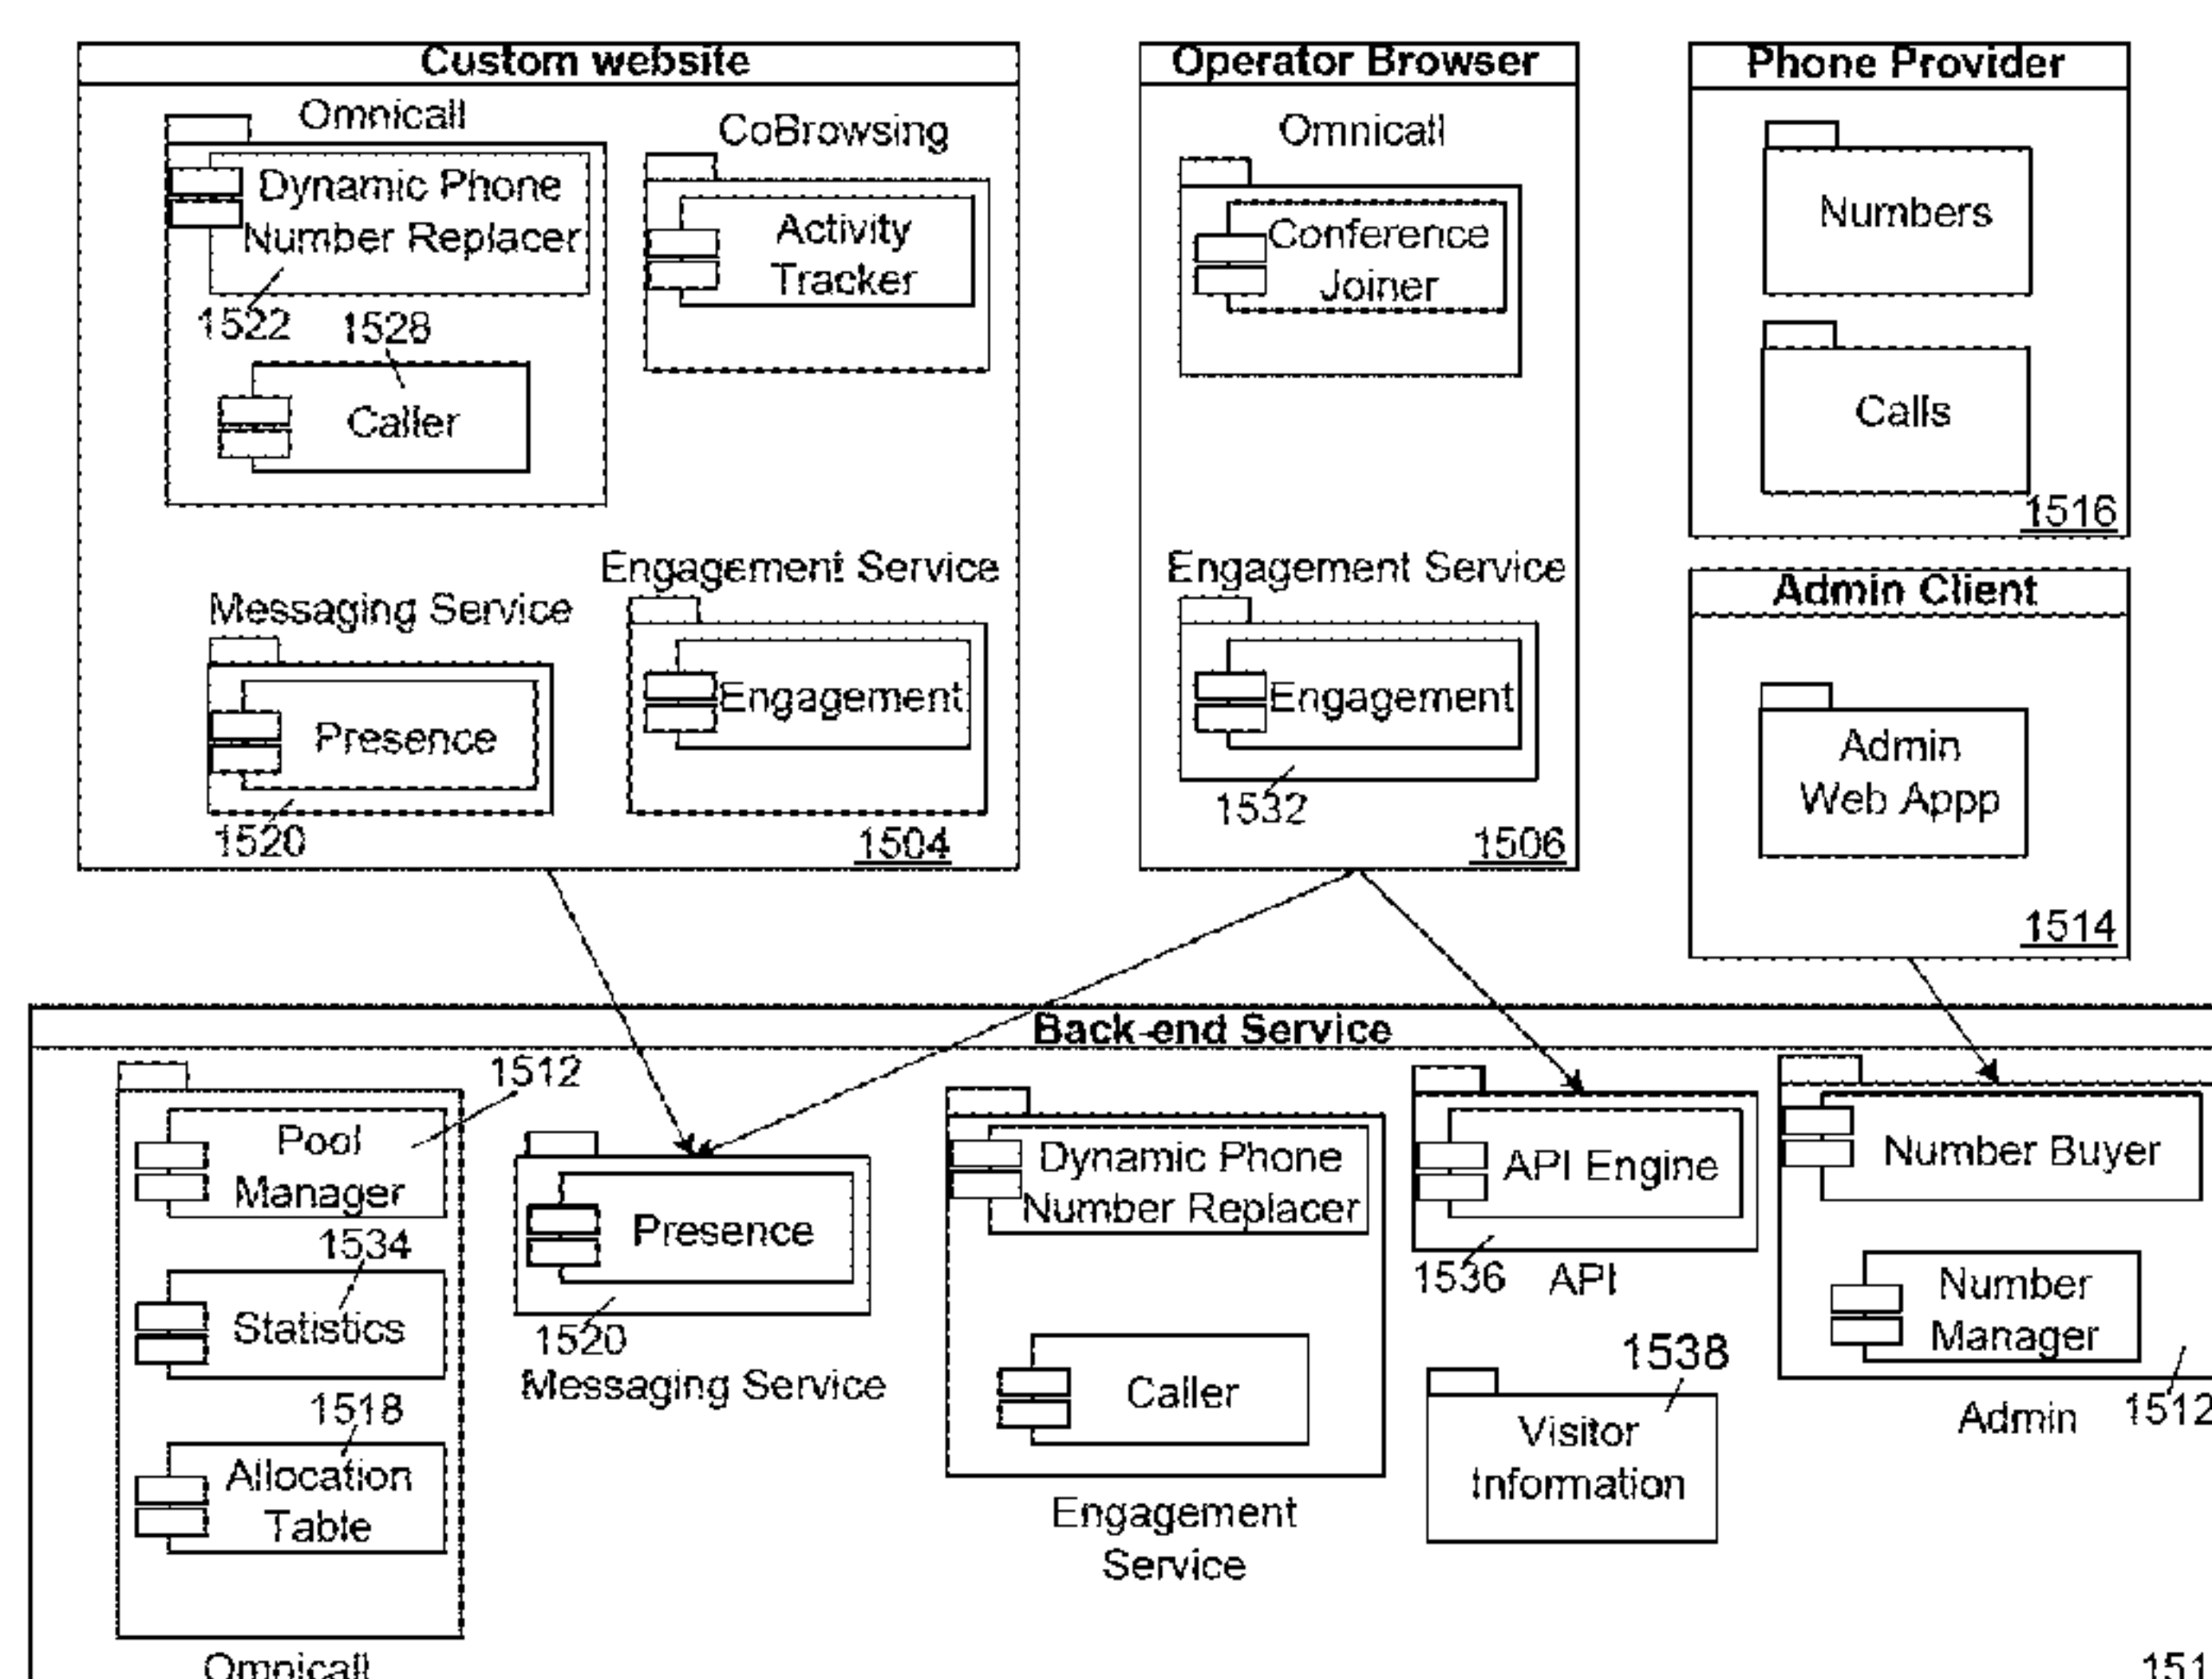 Custom website
Omnicall
Dynamic Phone
Number Replacer
1522
1528
Caller
CoBrowsing
Activity
Tracker
Messaging Service
Presence
1520
Engagement Service
Engagement
1504
Operator Browser
Omnicall
Conference
Joiner
Engagement Service
Engagement
1532
1506
Phone Provider
Numbers
Calls
1516
Admin Client
Admin
Web Appp
1514
Back-end Service
1512
Pool
Manager
1534
Statistics
1518
Allocation
Table
Omnicall
Presence
1520
Messaging Service
Dynamic Phone
Number Replacer
Caller
Engagement
Service
API Engine
1536
API
1538
Visitor
Information
Number Buyer
Number
Manager
Admin
1512